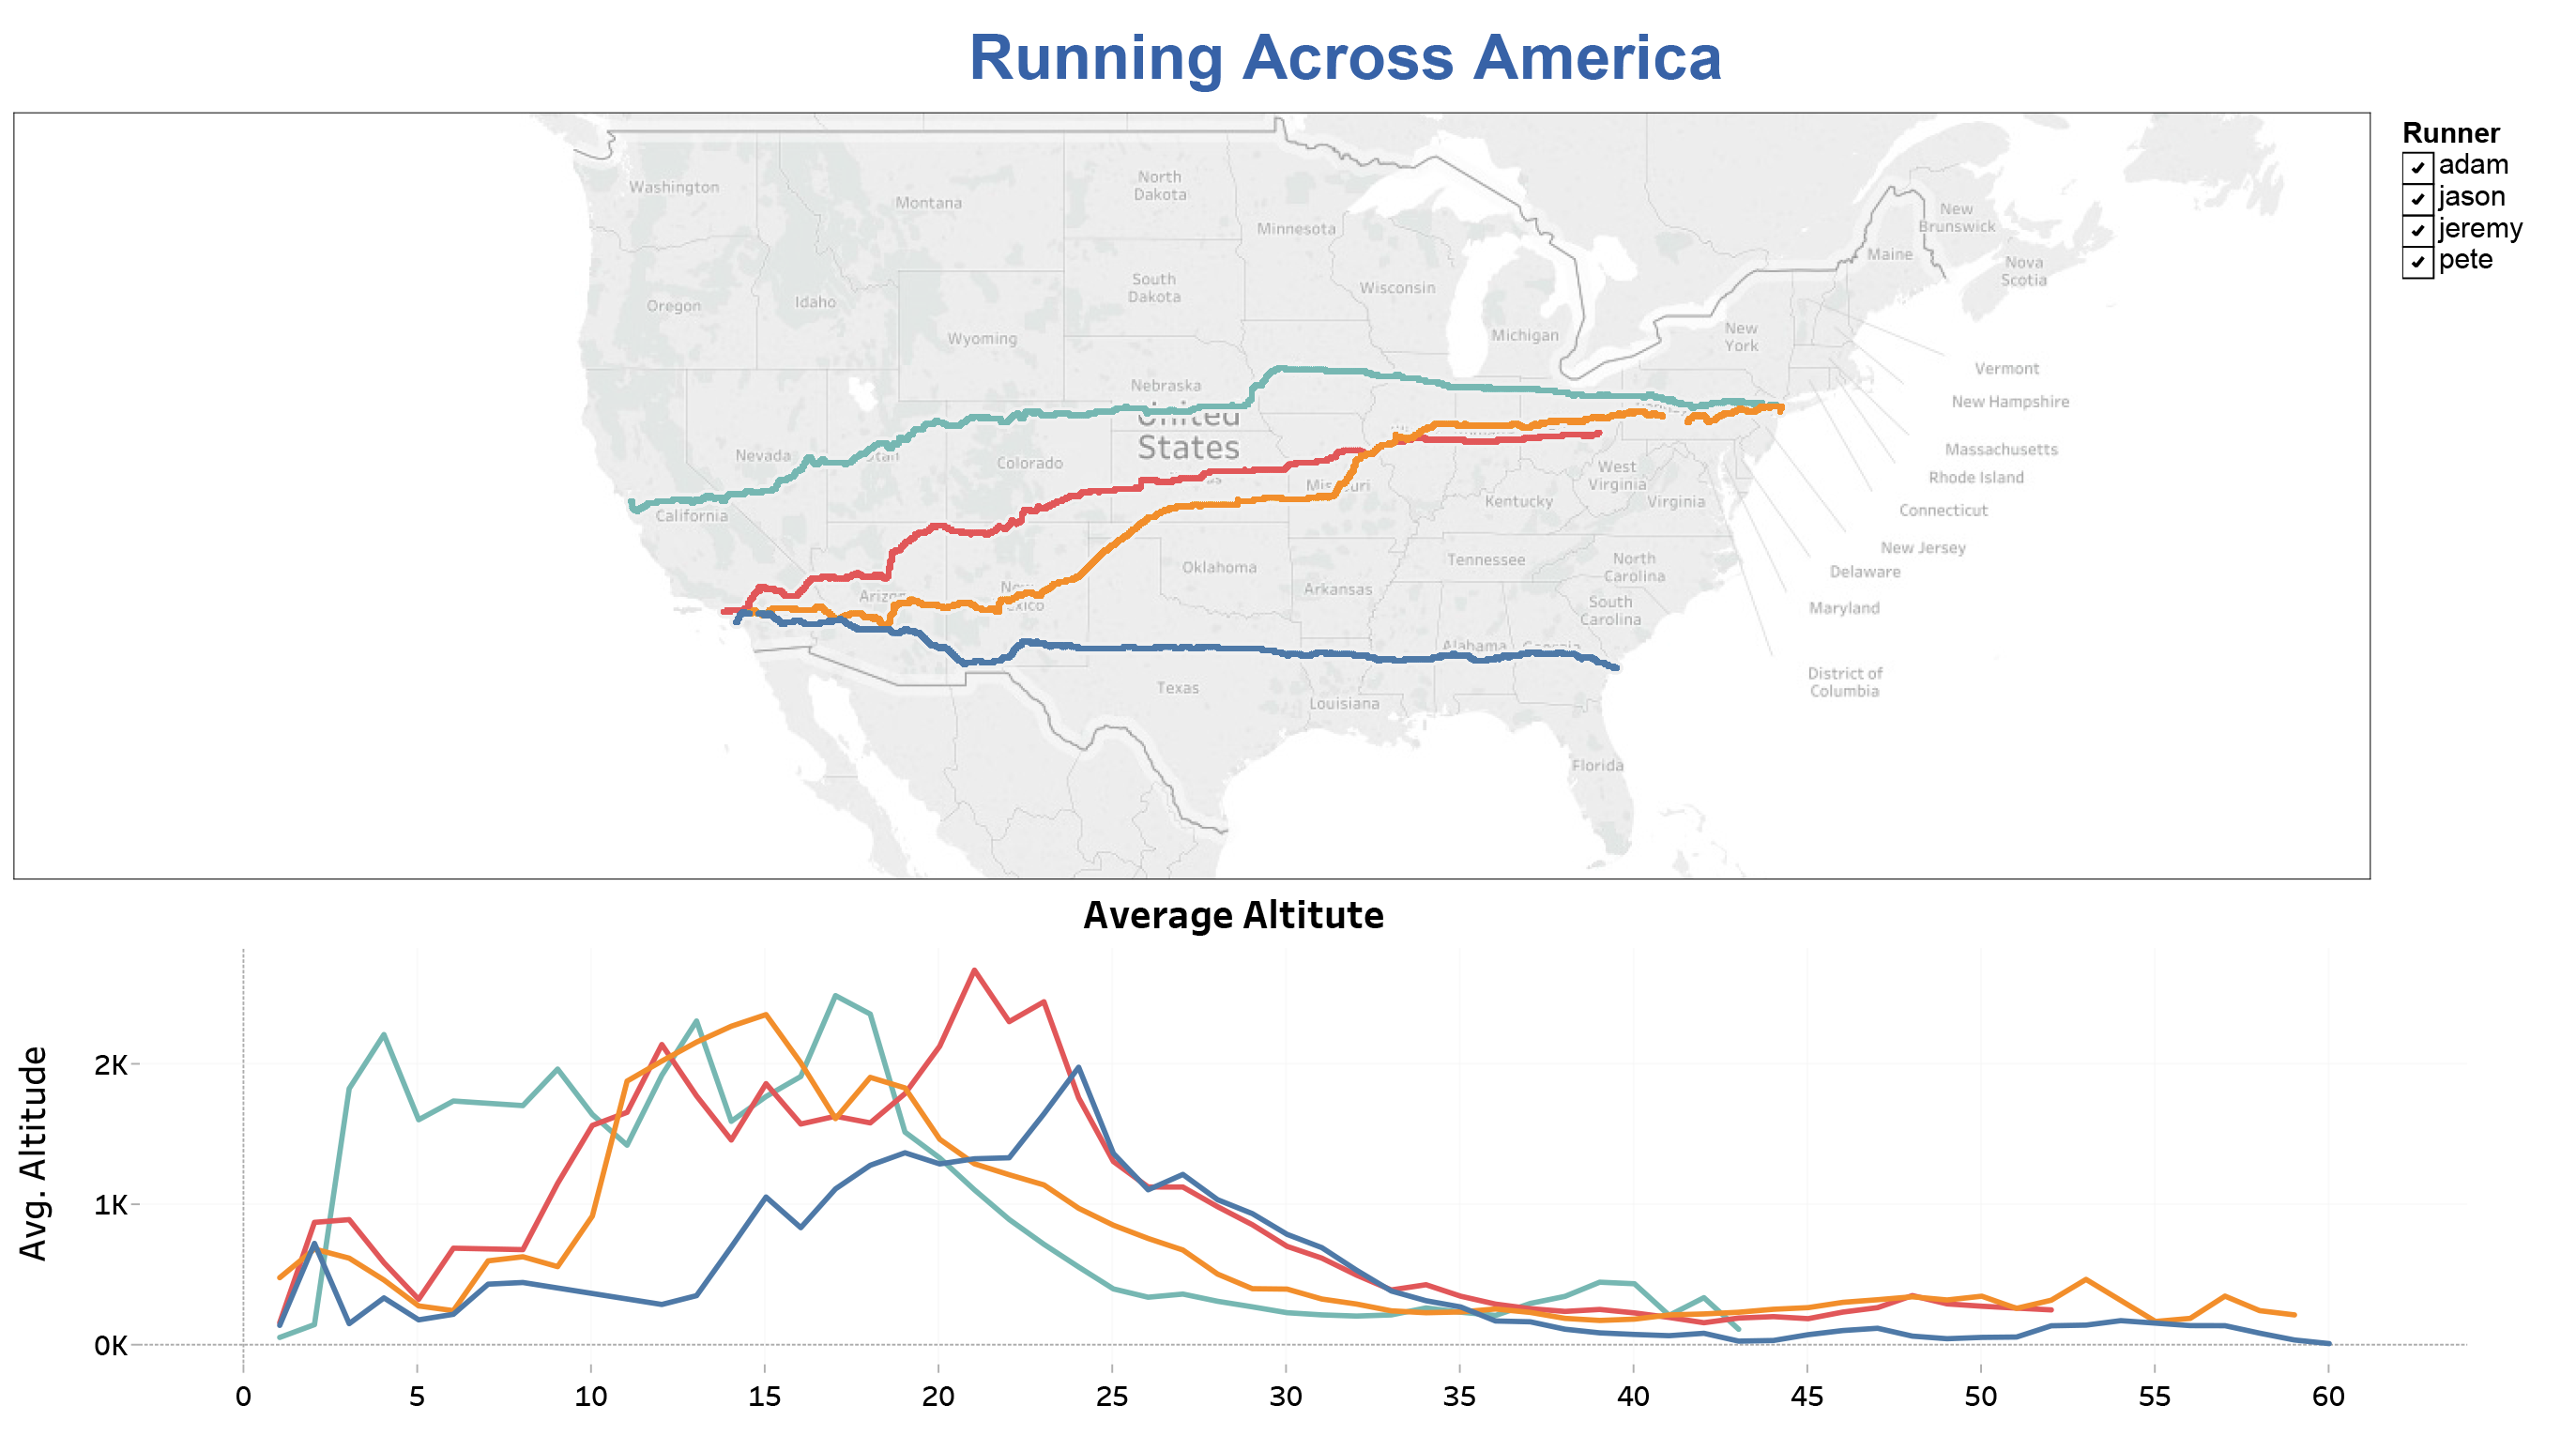 Running Across America
Runner
adam
jason
jeremy
pete
Washington
Montana
North
Dakota
Minnesota
New
Brunswick
Maine
Nova
Scotia
Oregon
Idaho
South
Dakota
Wisconsin
Wyoming
Michigan
New
York
Vermont
Nebraska
New Hampshire
United
States
Nevada
Colorado
Massachusetts
West
Virginia
Rhode Island
California
Kentucky
Virginia
Connecticut
New Jersey
Oklahoma
Tennessee
North
Carolina
Delaware
Arkansas
South
Carolina
Maryland
Alabama
Georgia
Texas
Louisiana
District of
Columbia
Florida
Average Altitute
Avg. Altitude
2K
1K
0K
0 5 10 15 20 25 30 35 40 45 50 55 60